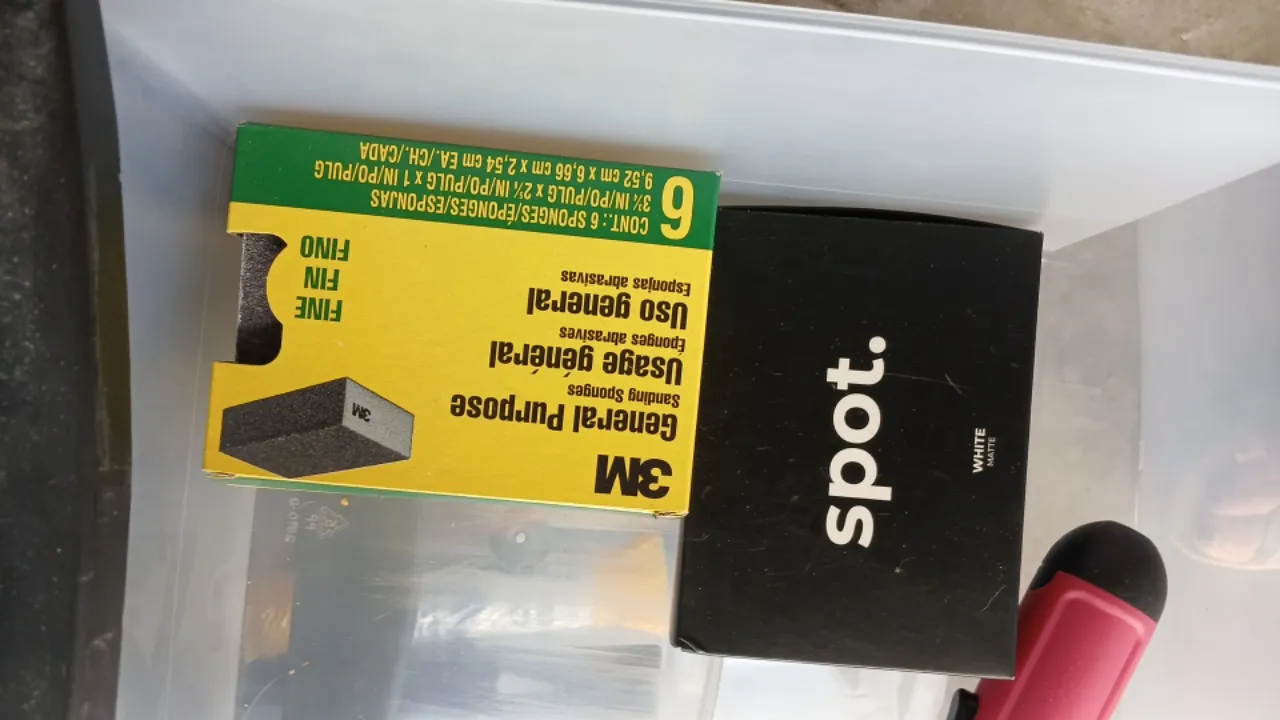 3M
General Purpose
Sanding Sponges
Usage général
Éponges abrasives
Uso general
Esponjas abrasivas
FINE
FIN
FINO
3M
6
CONT.: 6 SPONGES/ÉPONGES/ESPONJAS
3¾ IN/PO/PULG x 2⅝ IN/PO/PULG x 1 IN/PO/PULG
9,52 cm x 6,66 cm x 2,54 cm EA./CH./CADA
spot.
WHITE
MATTE